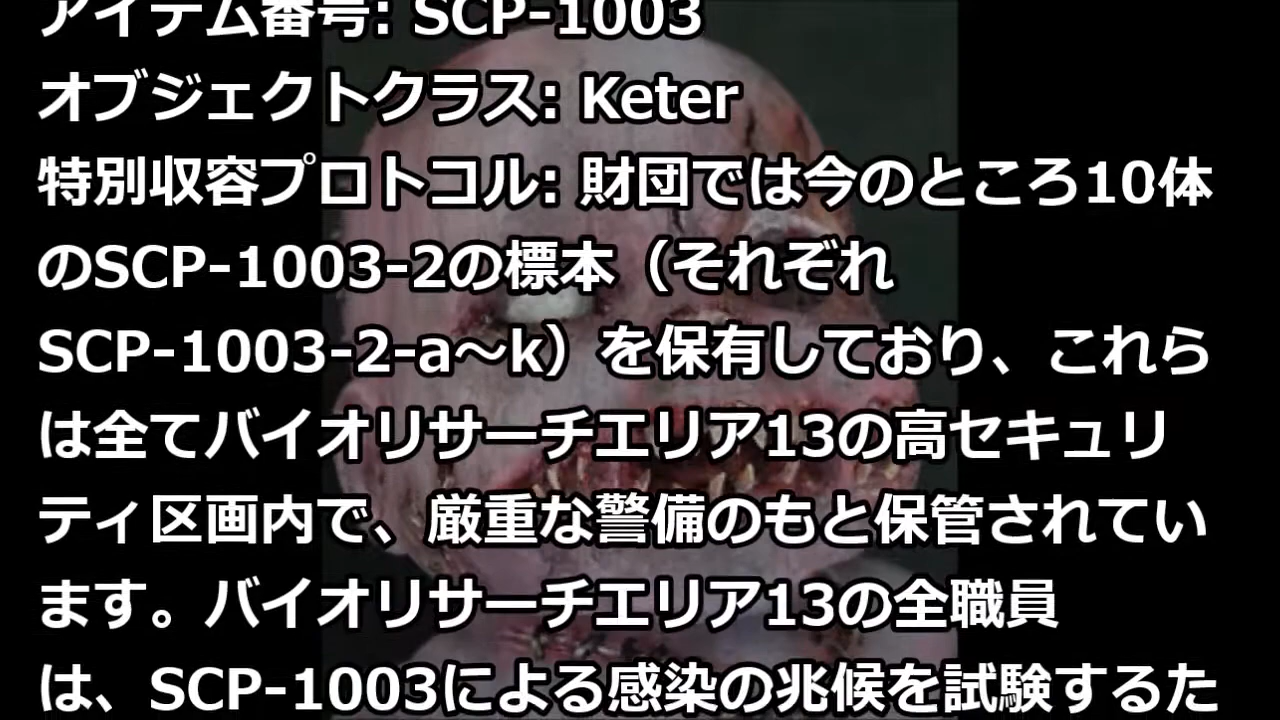 アイテム番号: SCP-1003
オブジェクトクラス: Keter
特別収容プロトコル: 財団では今のところ10体
のSCP-1003-2の標本（それぞれ
SCP-1003-2-a～k）を保有しており、これら
は全てバイオリサーチエリア13の高セキュリ
ティ区画内で、厳重な警備のもと保管されてい
ます。バイオリサーチエリア13の全職員
は、SCP-1003による感染の兆候を試験するた